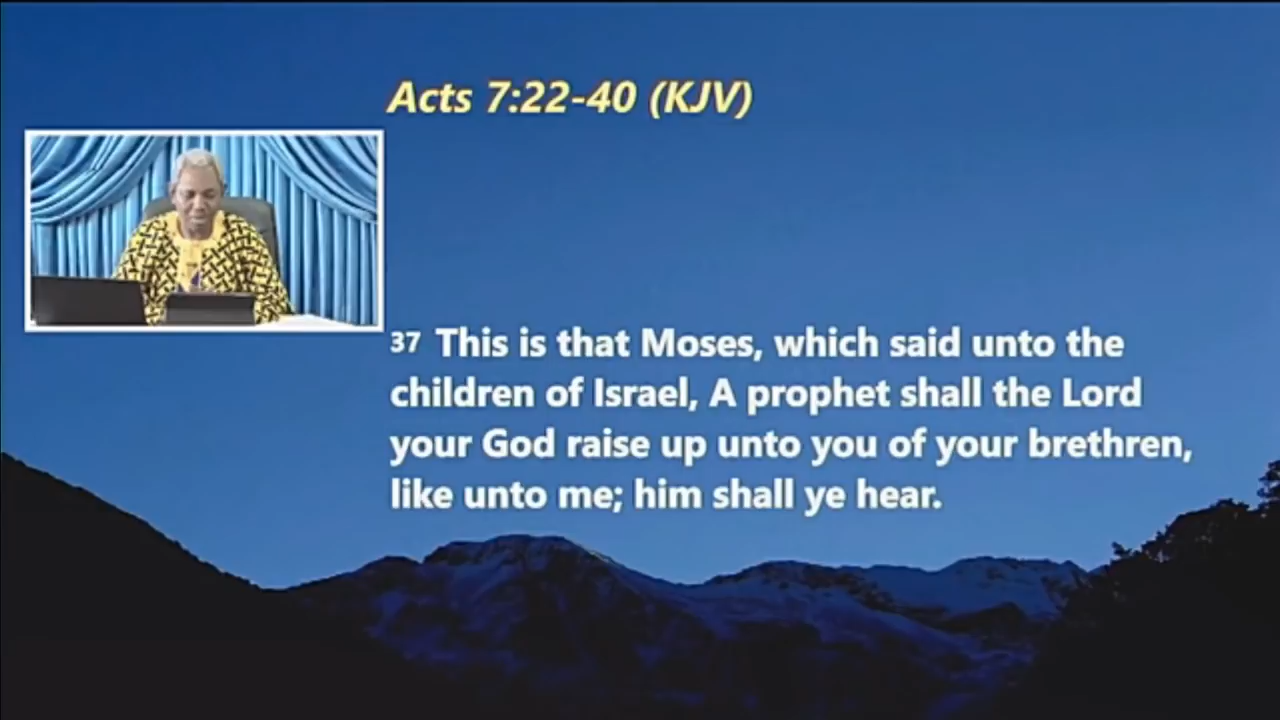 Acts 7:22-40 (KJV)
37 This is that Moses, which said unto the
children of Israel, A prophet shall the Lord
your God raise up unto you of your brethren,
like unto me; him shall ye hear.